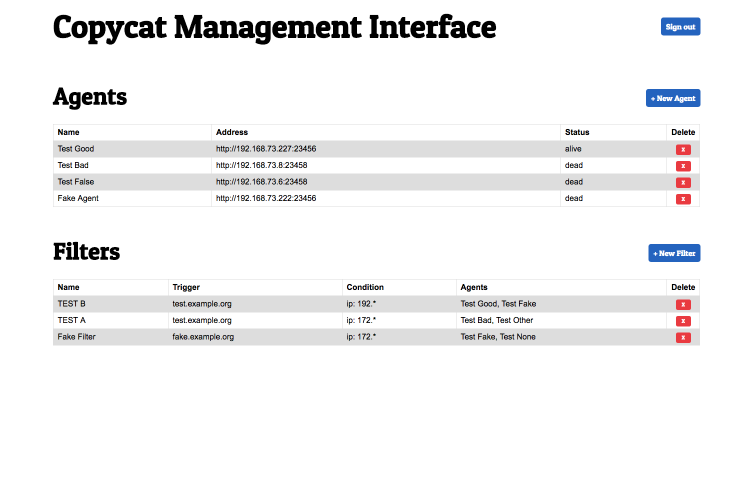 Copycat Management Interface
Sign out
Agents
+ New Agent
Name Address Status Delete
Test Good http://192.168.73.227:23456 alive x
Test Bad http://192.168.73.8:23458 dead x
Test False http://192.168.73.6:23458 dead x
Fake Agent http://192.168.73.222:23456 dead x
Filters
+ New Filter
Name Trigger Condition Agents Delete
TEST B test.example.org ip: 192.* Test Good, Test Fake x
TEST A test.example.org ip: 172.* Test Bad, Test Other x
Fake Filter fake.example.org ip: 172.* Test Fake, Test None x